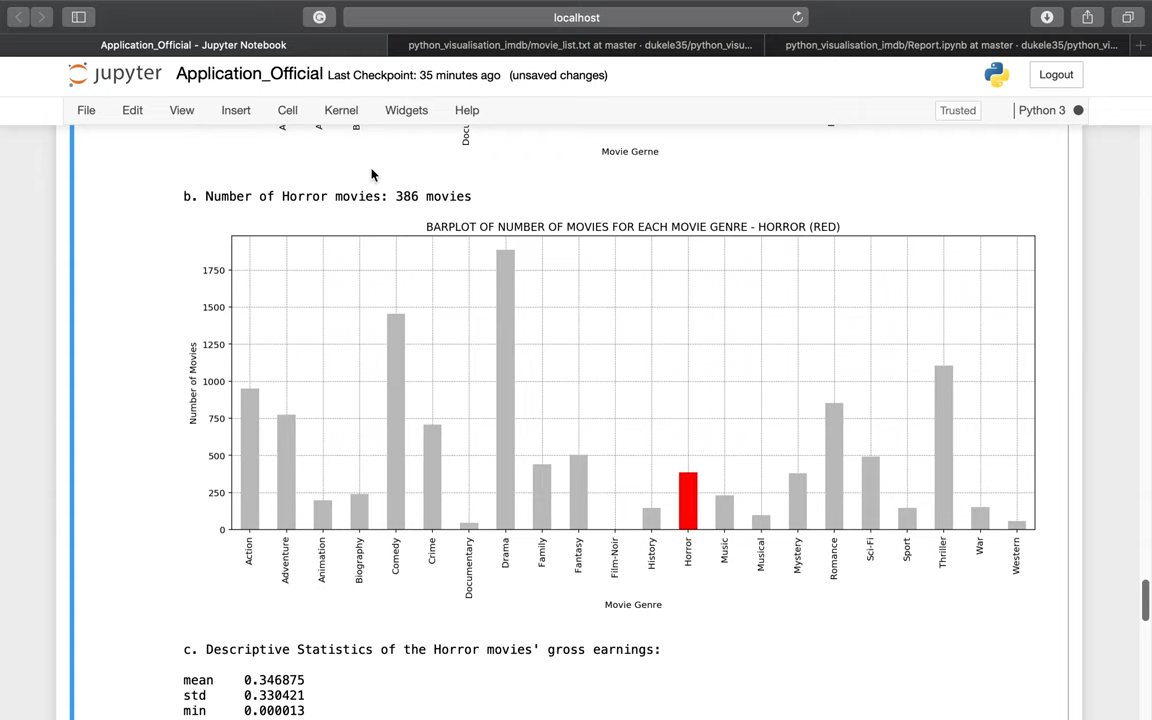 localhost
Application_Official - Jupyter Notebook
python_visualisation_imdb/movie_list.txt at master · dukele35/python_visu...
python_visualisation_imdb/Report.ipynb at master · dukele35/python_vi...
jupyter Application_Official Last Checkpoint: 35 minutes ago (unsaved changes)
Logout
File Edit View Insert Cell Kernel Widgets Help
Trusted Python 3
Movie Gerne
b. Number of Horror movies: 386 movies
BARPLOT OF NUMBER OF MOVIES FOR EACH MOVIE GENRE - HORROR (RED)
Number of Movies
1750
1500
1250
1000
750
500
250
0
Action
Adventure
Animation
Biography
Comedy
Crime
Documentary
Drama
Family
Fantasy
Film-Noir
History
Horror
Music
Musical
Mystery
Romance
Sci-Fi
Sport
Thriller
War
Western
Movie Genre
c. Descriptive Statistics of the Horror movies' gross earnings:
mean 0.346875
std 0.330421
min 0.000013